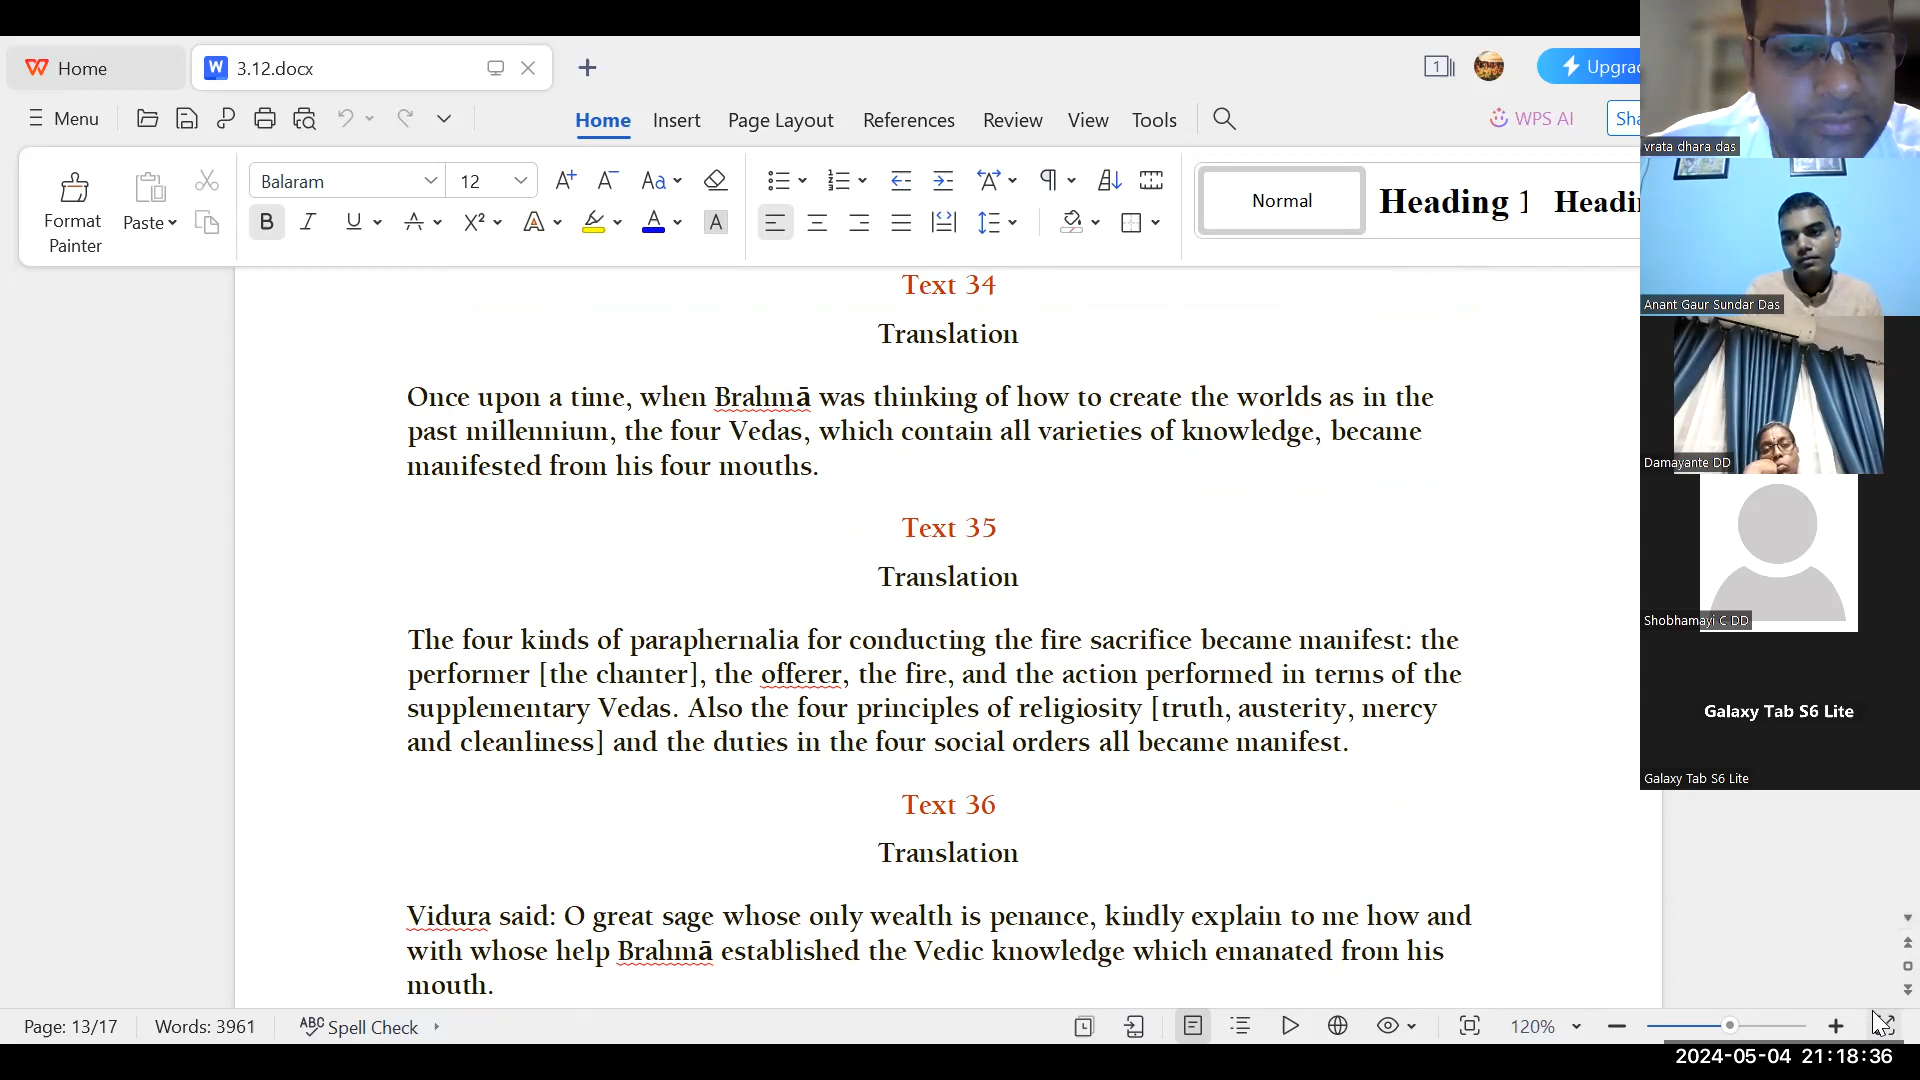 Home
3.12.docx
1
Upgrad
Menu
Home
Insert
Page Layout
References
Review
View
Tools
WPS AI
Sha
Format
Painter
Paste
Balaram
12
Normal
Heading 1
Headi
Text 34
Translation
Once upon a time, when Brahmā was thinking of how to create the worlds as in the
past millennium, the four Vedas, which contain all varieties of knowledge, became
manifested from his four mouths.
Text 35
Translation
The four kinds of paraphernalia for conducting the fire sacrifice became manifest: the
performer [the chanter], the offerer, the fire, and the action performed in terms of the
supplementary Vedas. Also the four principles of religiosity [truth, austerity, mercy
and cleanliness] and the duties in the four social orders all became manifest.
Text 36
Translation
Vidura said: O great sage whose only wealth is penance, kindly explain to me how and
with whose help Brahmā established the Vedic knowledge which emanated from his
mouth.
Page: 13/17
Words: 3961
Spell Check
120%
vrata dhara das
Anant Gaur Sundar Das
Damayante DD
Shobhamayi C DD
Galaxy Tab S6 Lite
Galaxy Tab S6 Lite
2024-05-04 21:18:36